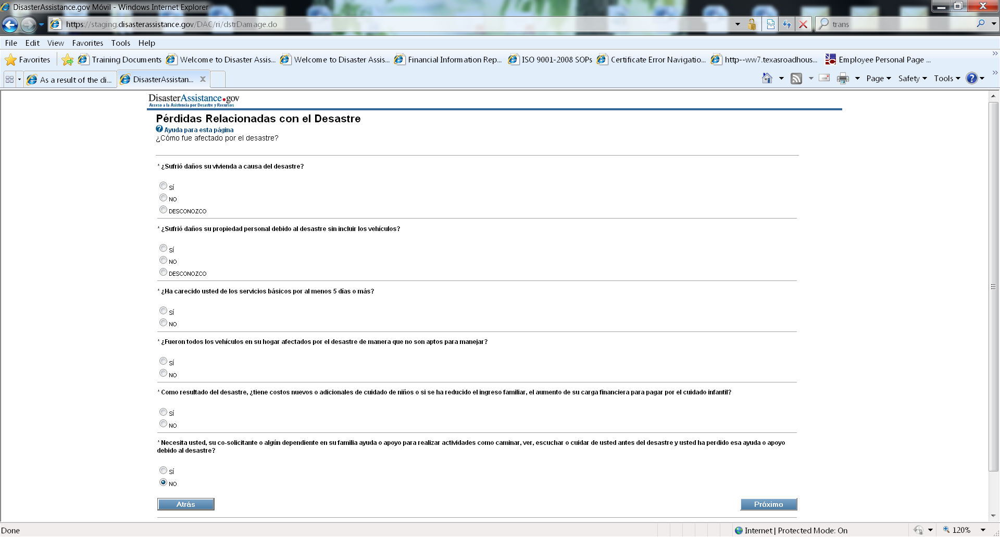 DisasterAssistance.gov Móvil - Windows Internet Explorer
https://staging.disasterassistance.gov/DAC/ri/dstrDamage.do
trans
File Edit View Favorites Tools Help
Favorites Training Documents Welcome to Disaster Assis... Welcome to Disaster Assis... Financial Information Rep... ISO 9001-2008 SOPs Certificate Error Navigatio... http--ww7.texasroadhous... Employee Personal Page ...
As a result of the di... DisasterAssistan... Page Safety Tools
DisasterAssistance.gov
Acceso a la Asistencia por Desastre y Recursos
Pérdidas Relacionadas con el Desastre
Ayuda para esta página
¿Cómo fue afectado por el desastre?
* ¿Sufrió daños su vivienda a causa del desastre?
SÍ
NO
DESCONOZCO
* ¿Sufrió daños su propiedad personal debido al desastre sin incluir los vehículos?
SÍ
NO
DESCONOZCO
* ¿Ha carecido usted de los servicios básicos por al menos 5 días o más?
SÍ
NO
* ¿Fueron todos los vehículos en su hogar afectados por el desastre de manera que no son aptos para manejar?
SÍ
NO
* Como resultado del desastre, ¿tiene costos nuevos o adicionales de cuidado de niños o si se ha reducido el ingreso familiar, el aumento de su carga financiera para pagar por el cuidado infantil?
SÍ
NO
* Necesita usted, su co-solicitante o algún dependiente en su familia ayuda o apoyo para realizar actividades como caminar, ver, escuchar o cuidar de usted antes del desastre y usted ha perdido esa ayuda o apoyo
debido al desastre?
SÍ
NO
Atrás Próximo
Done Internet | Protected Mode: On 120%